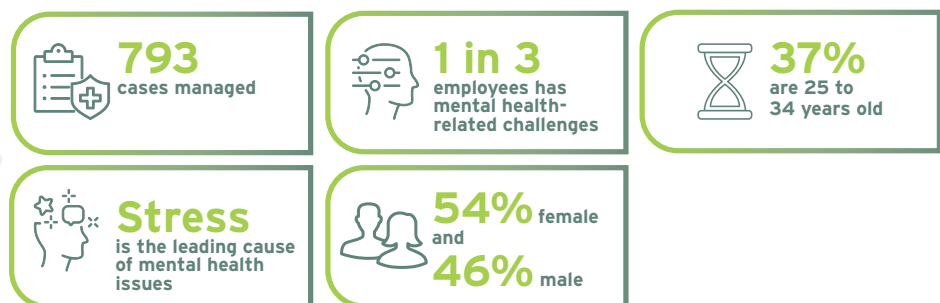 793
cases managed
1 in 3
employees has
mental health-
related challenges
37%
are 25 to
34 years old
Stress
is the leading cause
of mental health
issues
54% female
and
46% male